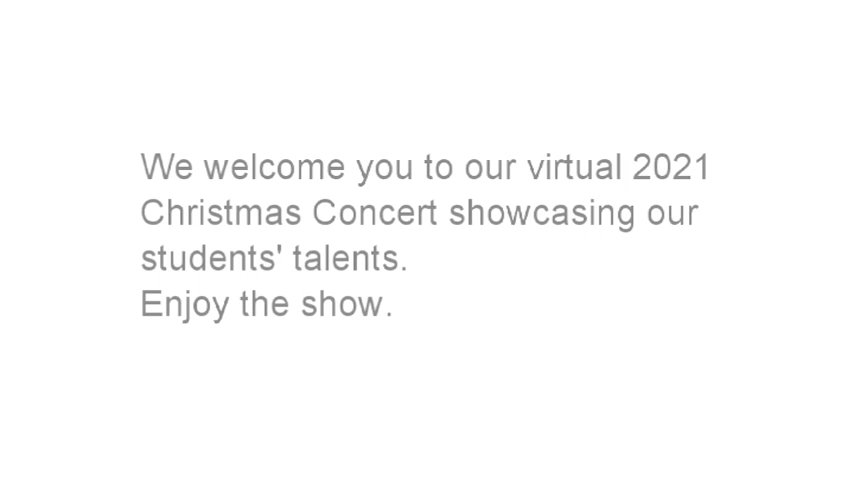 We welcome you to our virtual 2021
Christmas Concert showcasing our
students' talents.
Enjoy the show.